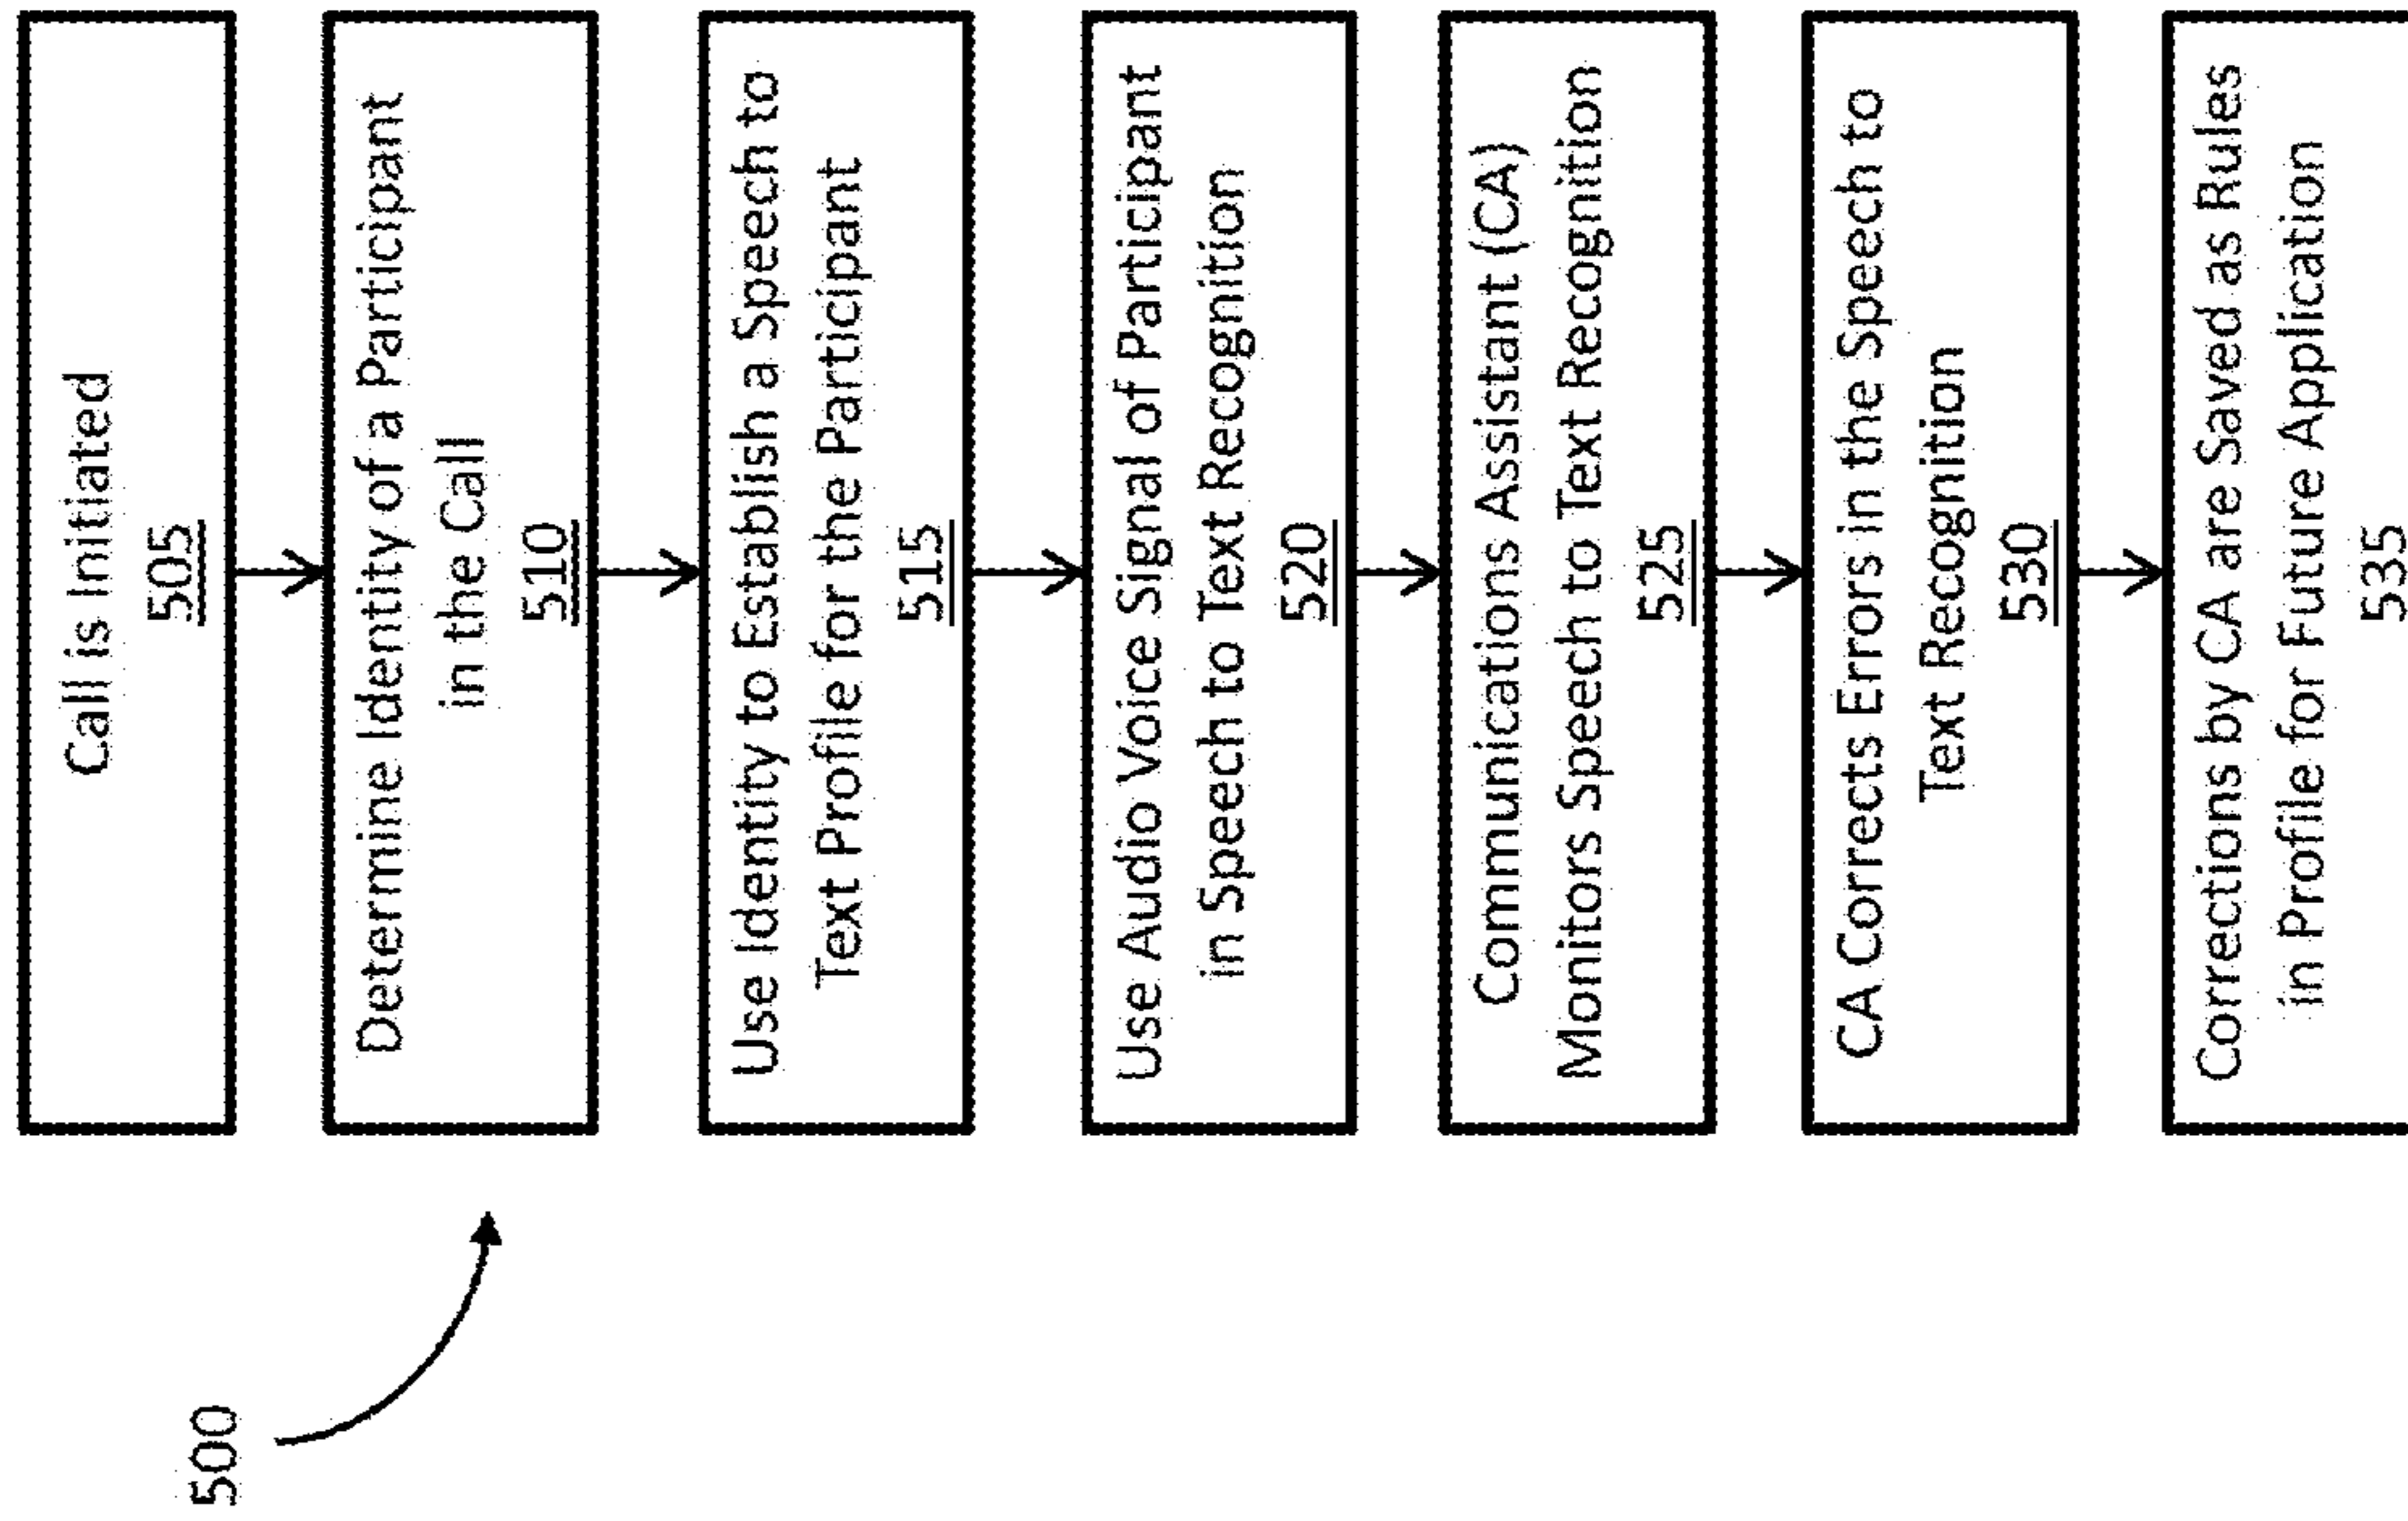 500
Call is Initiated
505
Determine Identity of a Participant
in the Call
510
Use Identity to Establish a Speech to
Text Profile for the Participant
515
Use Audio Voice Signal of Participant
in Speech to Text Recognition
520
Communications Assistant (CA)
Monitors Speech to Text Recognition
525
CA Corrects Errors in the Speech to
Text Recognition
530
Corrections by CA are Saved as Rules
in Profile for Future Application
535